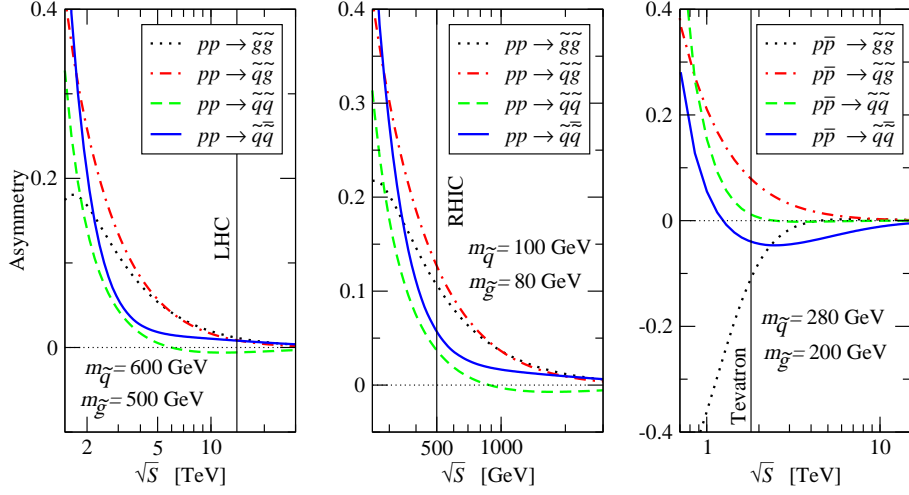 Asymmetry
0.4
0.2
0
pp → g̃g̃
pp → q̃g̃
pp → q̃q̃
pp → q̃q̃̅
LHC
m_q̃ = 600 GeV
m_g̃ = 500 GeV
2 5 10
√S [TeV]
0.4
0.3
0.2
0.1
0
pp → g̃g̃
pp → q̃g̃
pp → q̃q̃
pp → q̃q̃̅
RHIC
m_q̃ = 100 GeV
m_g̃ = 80 GeV
500 1000
√S [GeV]
0.4
0.2
0
-0.2
-0.4
pp̅ → g̃g̃
pp̅ → q̃g̃
pp̅ → q̃q̃
pp̅ → q̃q̃̅
Tevatron
m_q̃ = 280 GeV
m_g̃ = 200 GeV
1 10
√S [TeV]